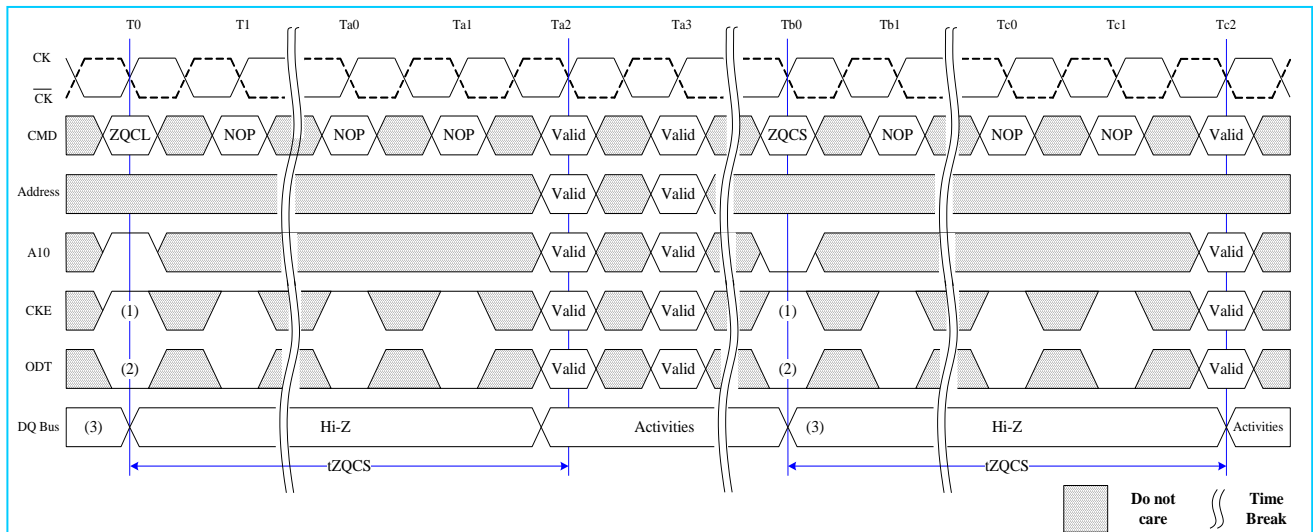 T0 T1 Ta0 Ta1 Ta2 Ta3 Tb0 Tb1 Tc0 Tc1 Tc2
CK
CK
CMD ZQCL NOP NOP NOP Valid Valid ZQCS NOP NOP NOP Valid
Address Valid Valid
A10 Valid Valid Valid
CKE (1) Valid Valid (1) Valid
ODT (2) Valid Valid (2) Valid
DQ Bus (3) Hi-Z Activities (3) Hi-Z Activities
tZQCS tZQCS
Do not care Time Break